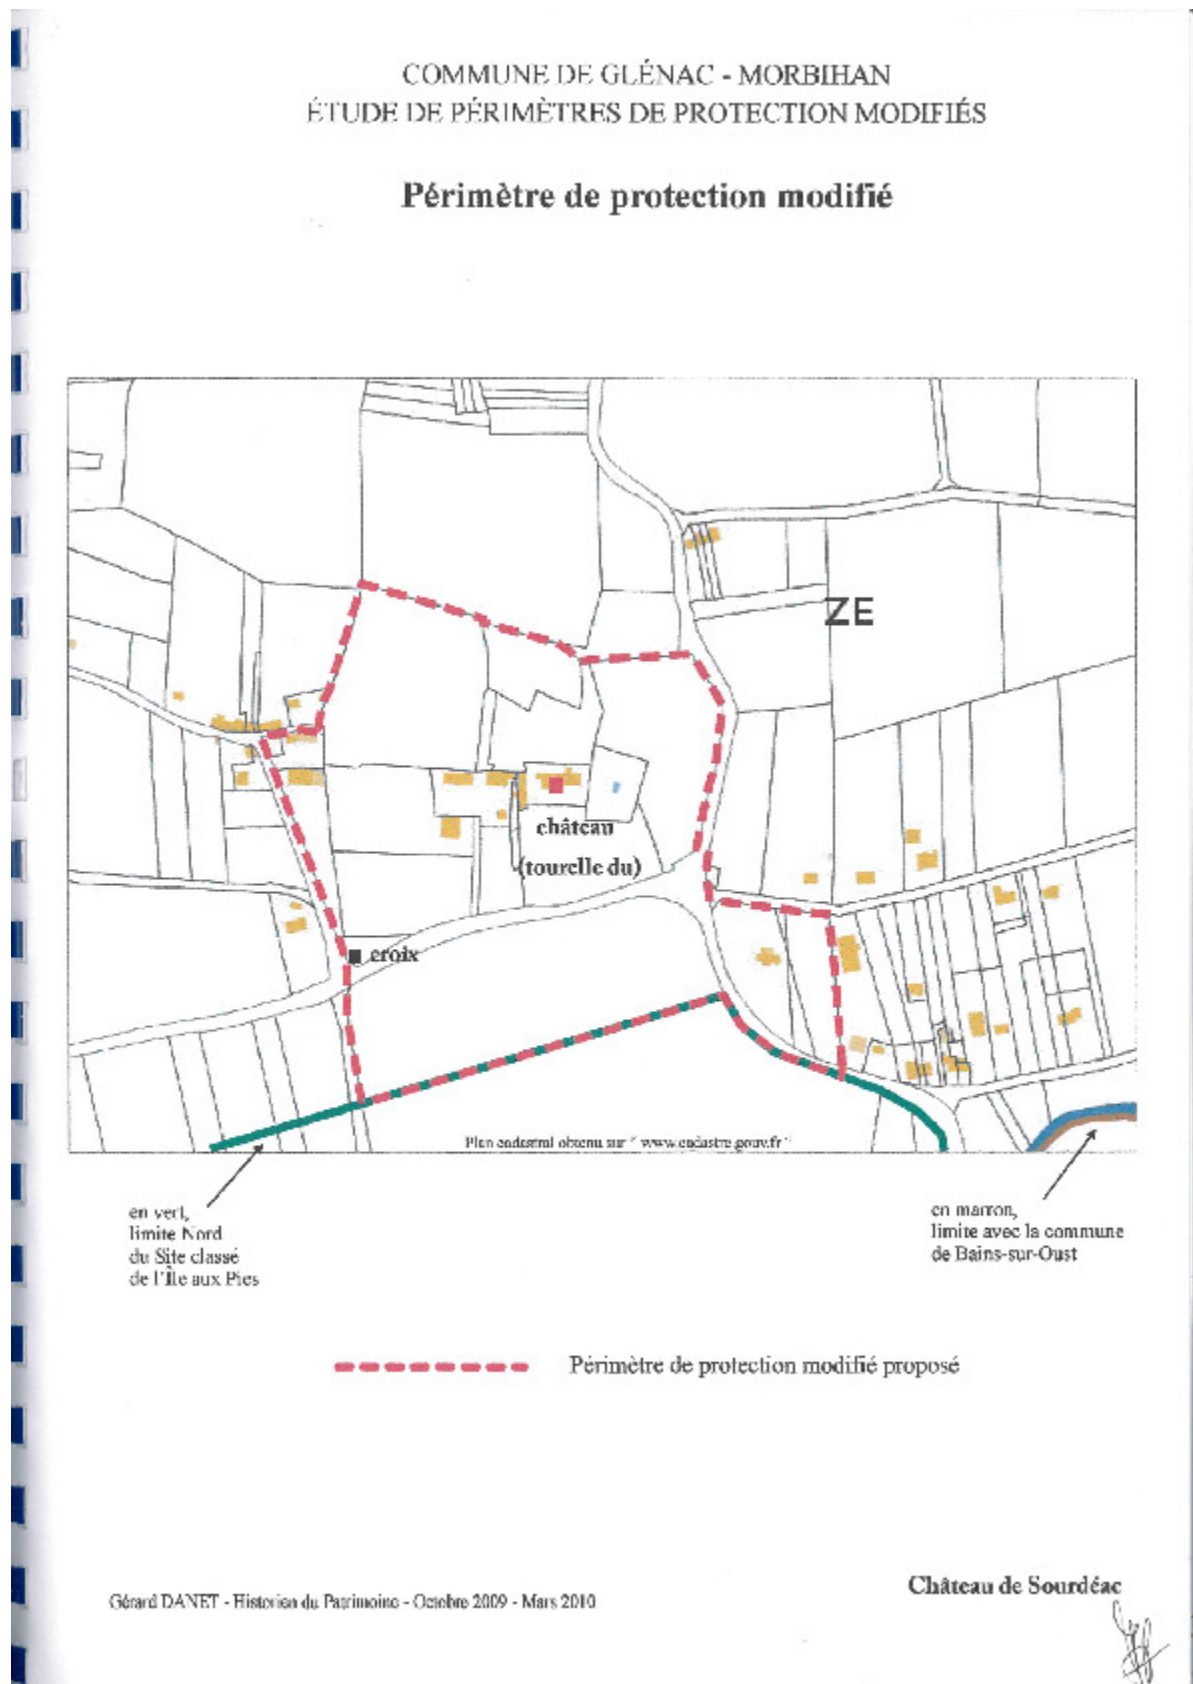 COMMUNE DE GLÉNAC - MORBIHAN
ÉTUDE DE PÉRIMÈTRES DE PROTECTION MODIFIÉS
Périmètre de protection modifié
ZE
château
(tourelle du)
croix
Plan cadastral obtenu sur " www.cadastre.gouv.fr "
en vert,
limite Nord
du Site classé
de l'Île aux Pies
en marron,
limite avec la commune
de Bains-sur-Oust
Périmètre de protection modifié proposé
Château de Sourdéac
Gérard DANET - Historien du Patrimoine - Octobre 2009 - Mars 2010